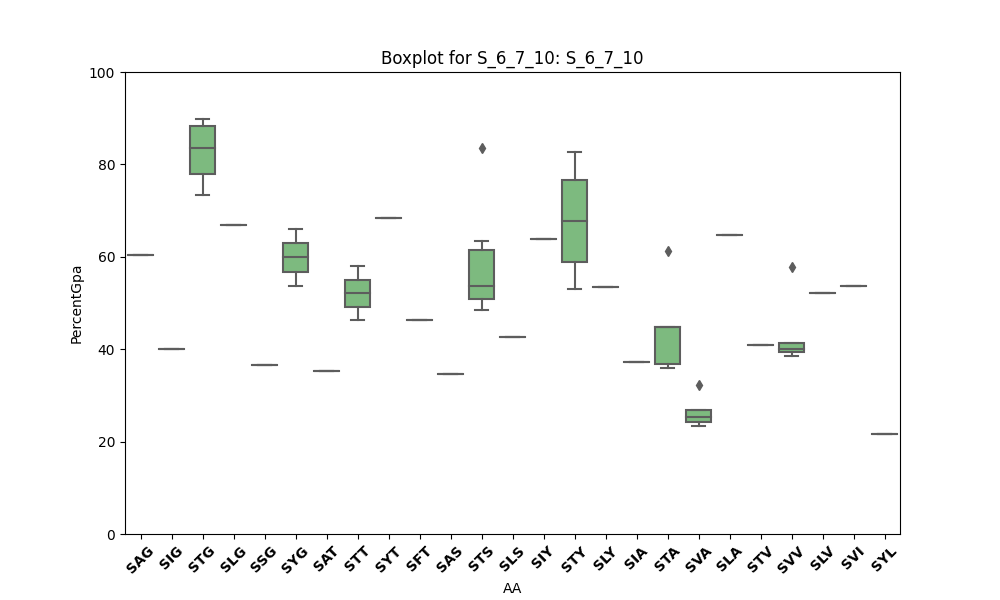 Boxplot for S_6_7_10: S_6_7_10
PercentGpa
100
80
60
40
20
0
SAG SIG STG SLG SSG SYG SAT STT SYT SFT SAS STS SLS SIY STY SLY SIA STA SVA SLA STV SVV SLV SVI SYL
AA